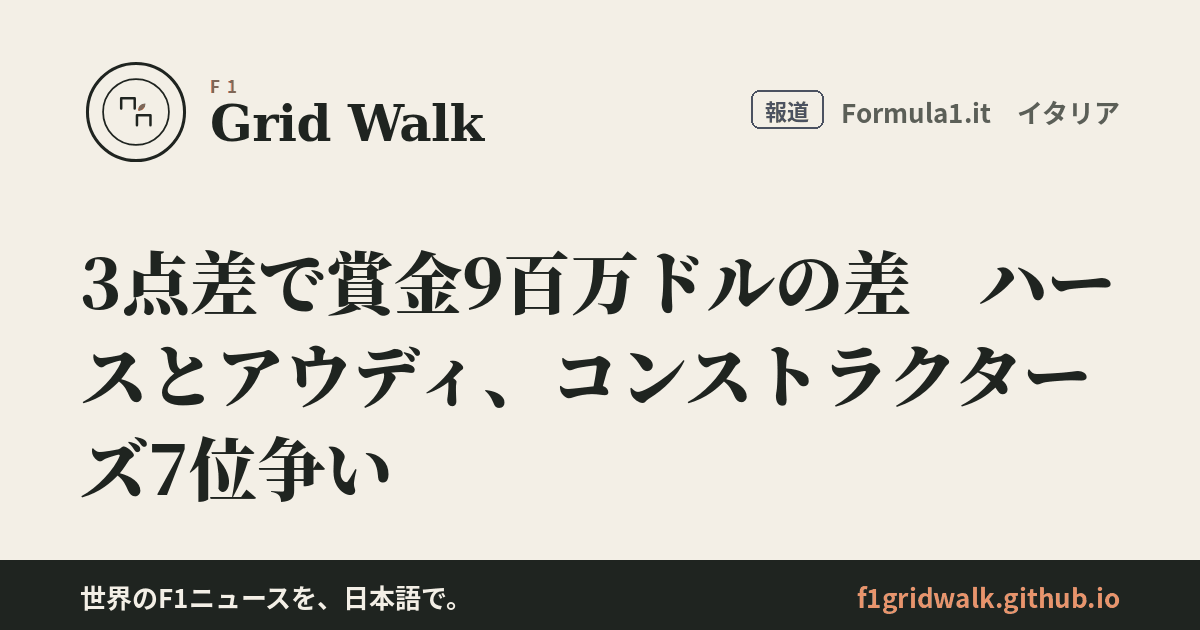 F1
Grid Walk
報道 Formula1.it イタリア
3点差で賞金9百万ドルの差　ハー
スとアウディ、コンストラクター
ズ7位争い
世界のF1ニュースを、日本語で。
f1gridwalk.github.io